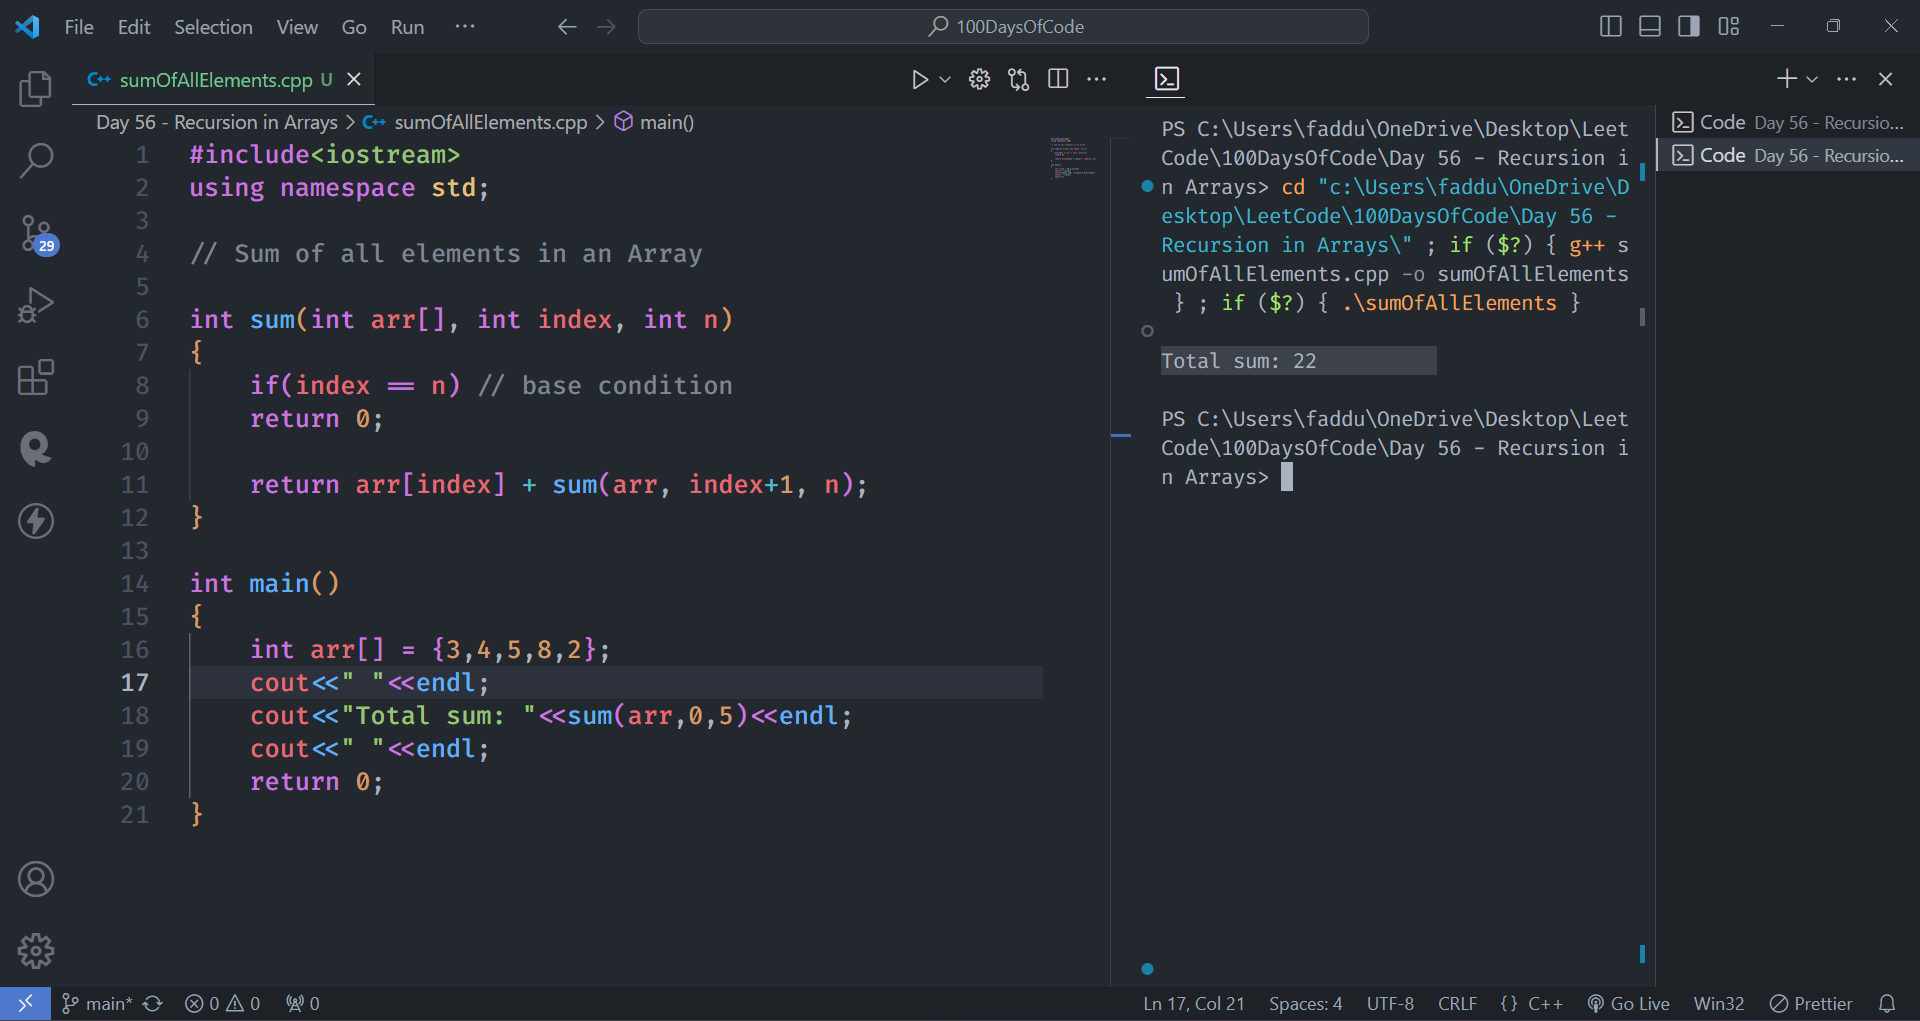 File Edit Selection View Go Run ··· 100DaysOfCode
C++ sumOfAllElements.cpp U
Day 56 - Recursion in Arrays > C++ sumOfAllElements.cpp > main()
1 #include<iostream>
2 using namespace std;
3
4 // Sum of all elements in an Array
5
6 int sum(int arr[], int index, int n)
7 {
8 if(index == n) // base condition
9 return 0;
10
11 return arr[index] + sum(arr, index+1, n);
12 }
13
14 int main()
15 {
16 int arr[] = {3,4,5,8,2};
17 cout<<" "<<endl;
18 cout<<"Total sum: "<<sum(arr,0,5)<<endl;
19 cout<<" "<<endl;
20 return 0;
21 }
29
PS C:\Users\faddu\OneDrive\Desktop\Leet
Code\100DaysOfCode\Day 56 - Recursion i
n Arrays> cd "c:\Users\faddu\OneDrive\D
esktop\LeetCode\100DaysOfCode\Day 56 -
Recursion in Arrays\" ; if ($?) { g++ s
umOfAllElements.cpp -o sumOfAllElements
} ; if ($?) { .\sumOfAllElements }
Total sum: 22
PS C:\Users\faddu\OneDrive\Desktop\Leet
Code\100DaysOfCode\Day 56 - Recursion i
n Arrays>
Code Day 56 - Recursio...
Code Day 56 - Recursio...
main* 0 0 0 Ln 17, Col 21 Spaces: 4 UTF-8 CRLF {} C++ Go Live Win32 Prettier